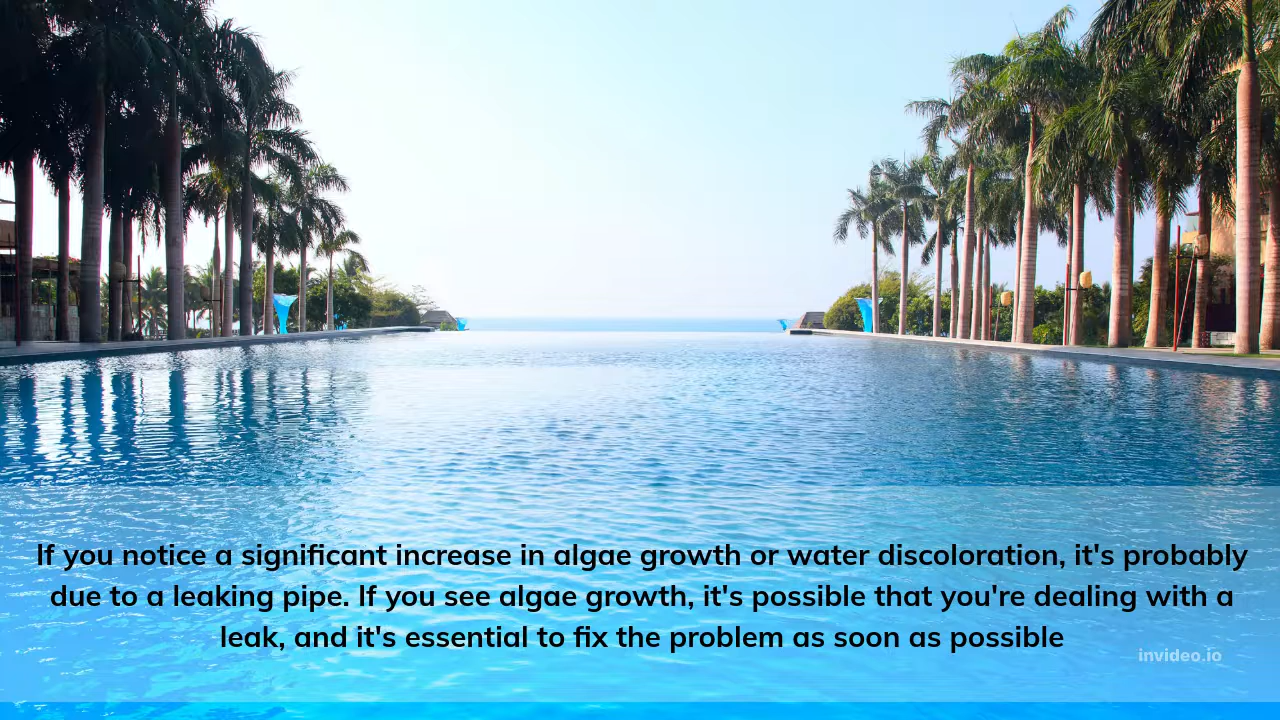 If you notice a significant increase in algae growth or water discoloration, it's probably
due to a leaking pipe. If you see algae growth, it's possible that you're dealing with a
leak, and it's essential to fix the problem as soon as possible
invideo.io